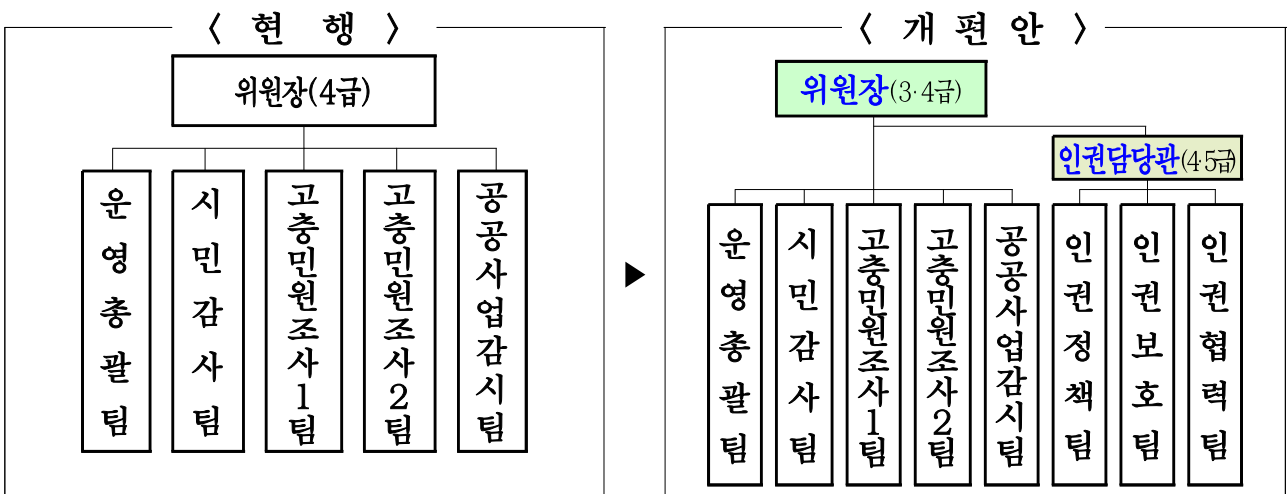 〈 현 행 〉
위원장(4급)
운영총괄팀
시민감사팀
고충민원조사1팀
고충민원조사2팀
공공사업감시팀
▶
〈 개 편 안 〉
위원장(3·4급)
인권담당관(4·5급)
운영총괄팀
시민감사팀
고충민원조사1팀
고충민원조사2팀
공공사업감시팀
인권정책팀
인권보호팀
인권협력팀